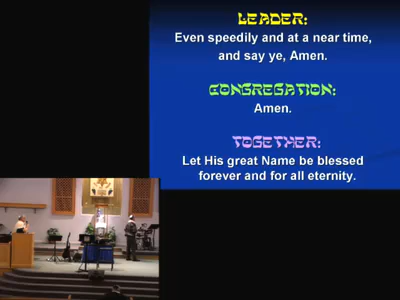 LEADER:
Even speedily and at a near time,
and say ye, Amen.
CONGREGATION:
Amen.
TOGETHER:
Let His great Name be blessed
forever and for all eternity.